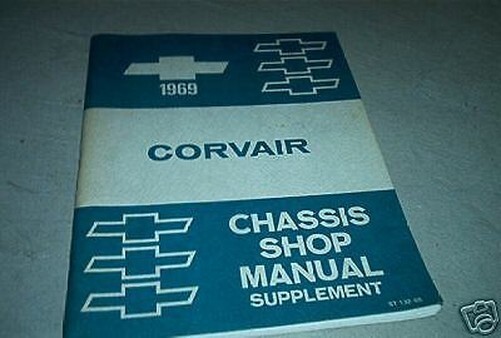 1969
CORVAIR
CHASSIS
SHOP
MANUAL
SUPPLEMENT